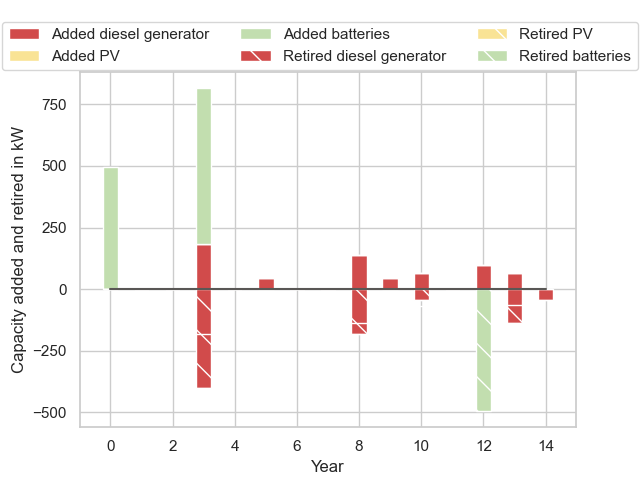 Added diesel generator
Added PV
Added batteries
Retired diesel generator
Retired PV
Retired batteries
Capacity added and retired in kW
750
500
250
0
−250
−500
0 2 4 6 8 10 12 14
Year